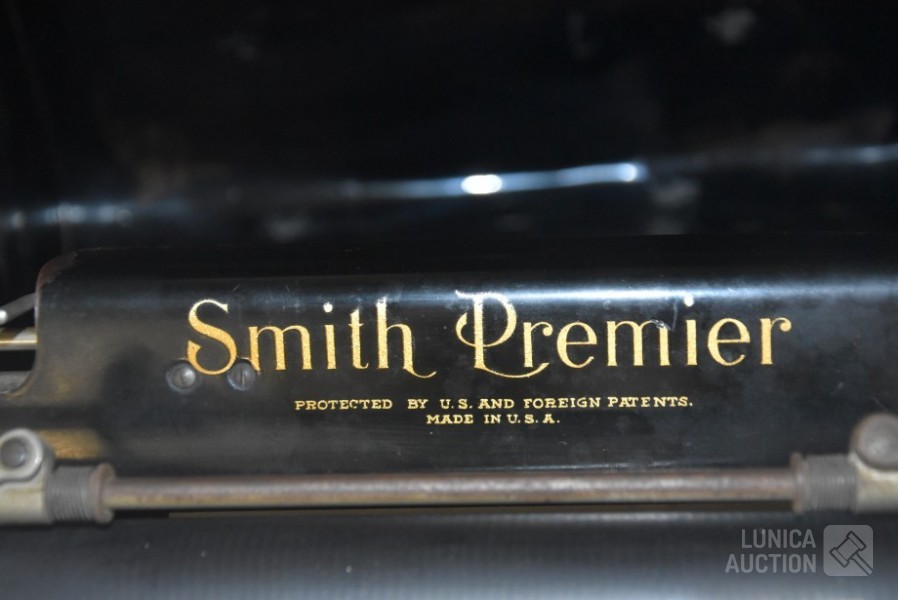 Smith Premier
PROTECTED BY U.S. AND FOREIGN PATENTS.
MADE IN U.S.A.
LUNICA
AUCTION